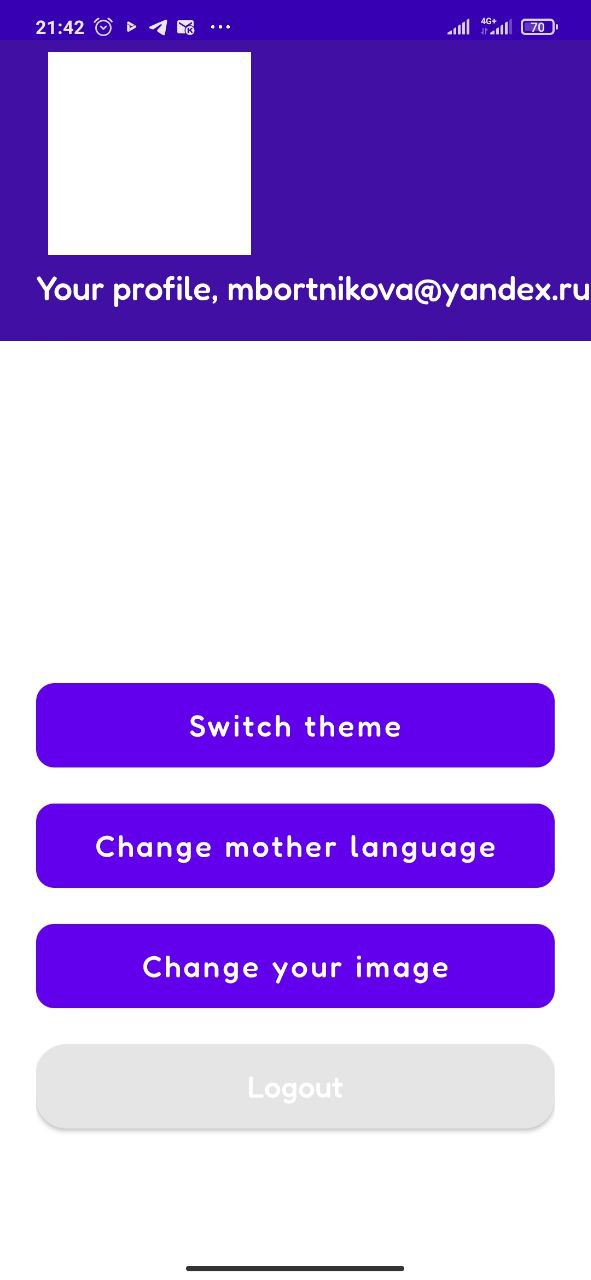 21:42 4G+ 70
Your profile, mbortnikova@yandex.ru
Switch theme
Change mother language
Change your image
Logout